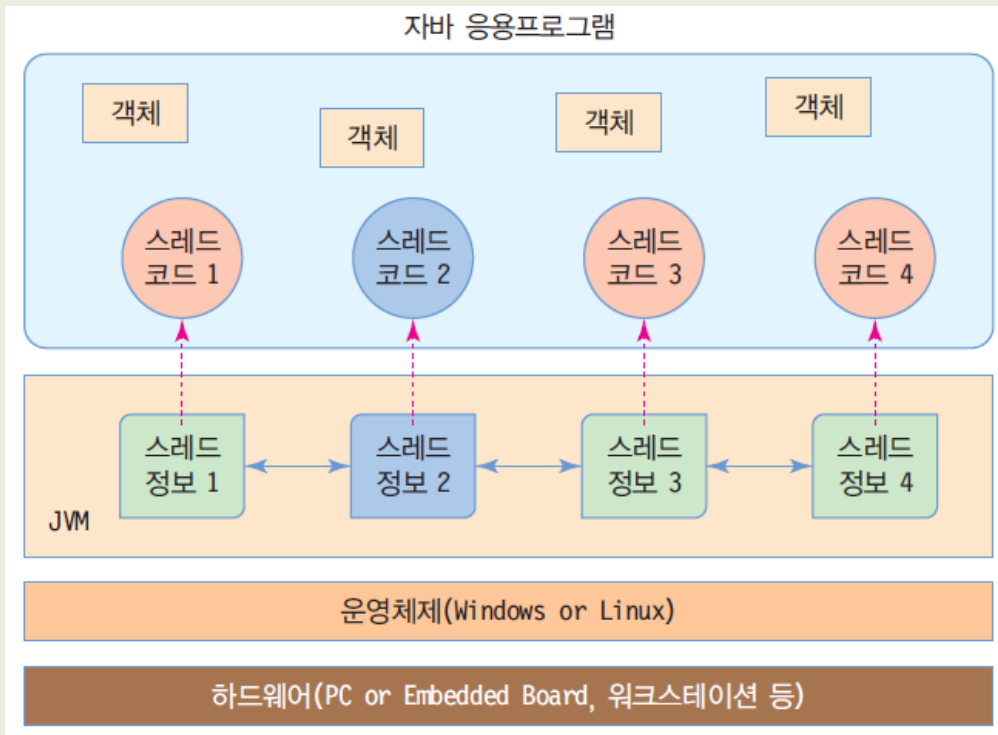 자바 응용프로그램
객체
객체
객체
객체
스레드
코드 1
스레드
코드 2
스레드
코드 3
스레드
코드 4
스레드
정보 1
스레드
정보 2
스레드
정보 3
스레드
정보 4
JVM
운영체제(Windows or Linux)
하드웨어(PC or Embedded Board, 워크스테이션 등)